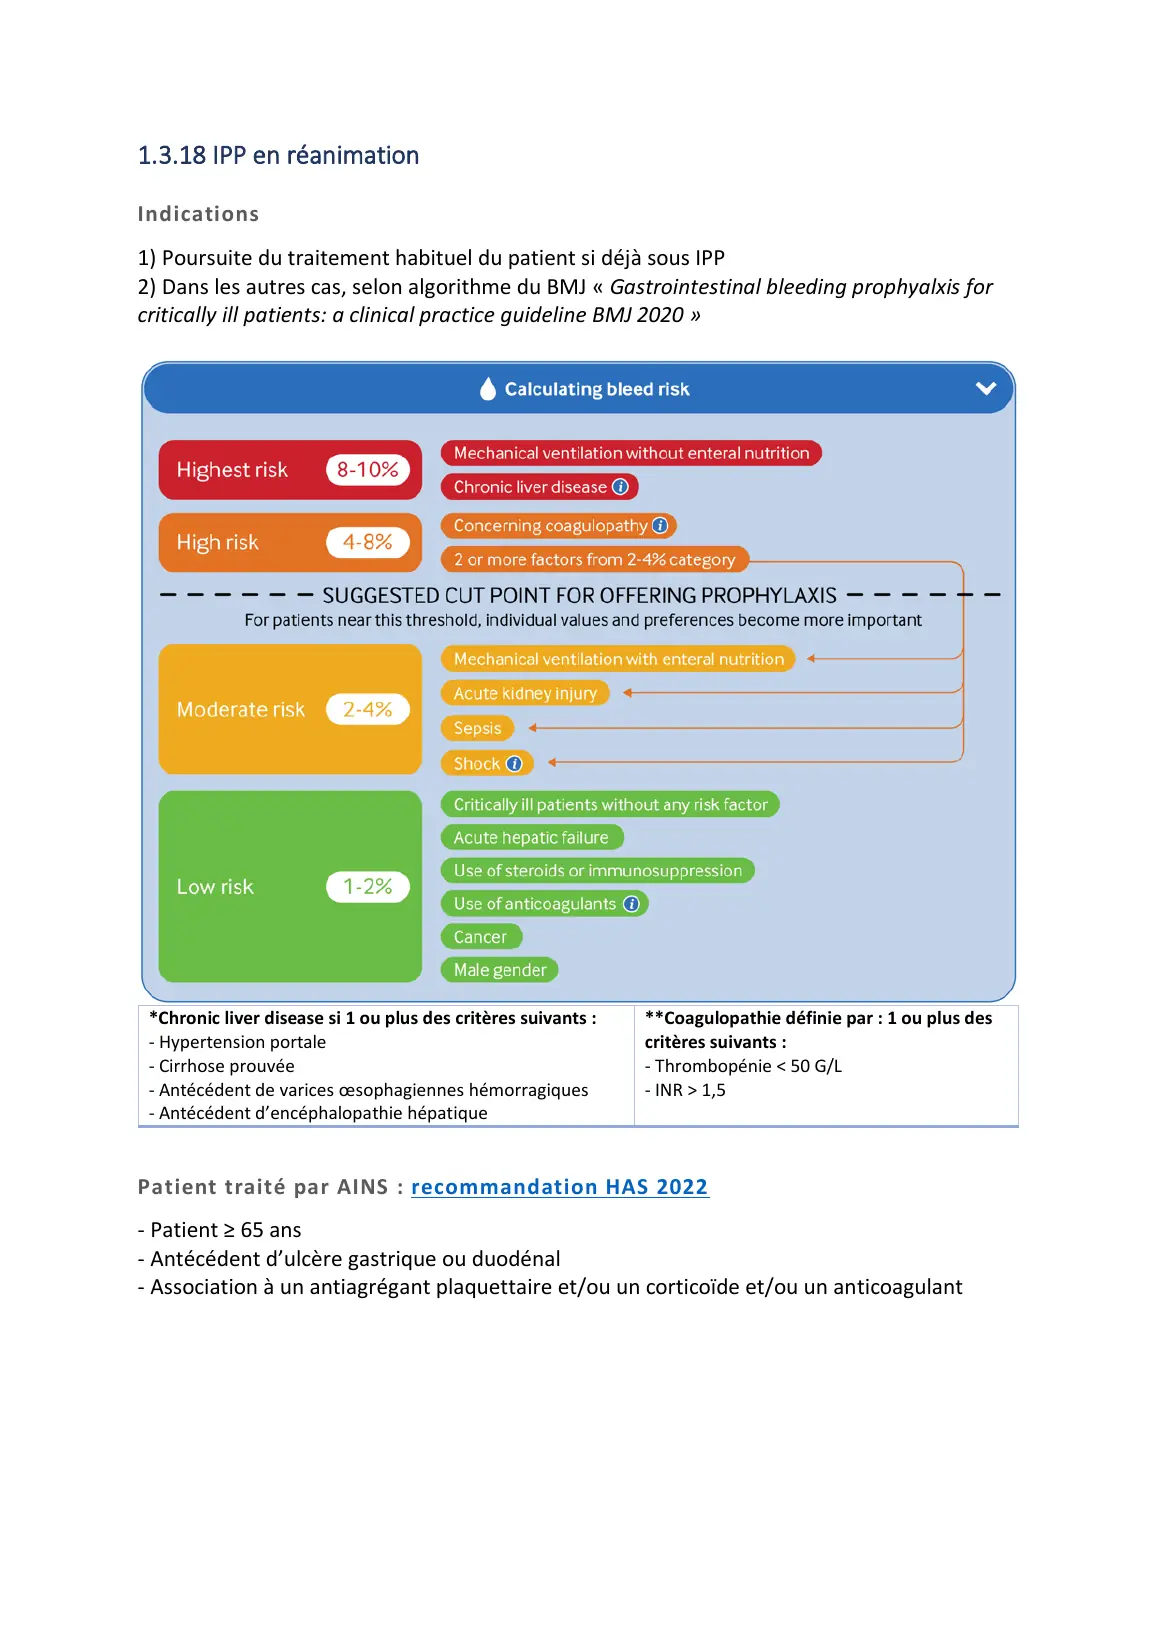 1.3.18 IPP en réanimation
Indications
1) Poursuite du traitement habituel du patient si déjà sous IPP
2) Dans les autres cas, selon algorithme du BMJ « Gastrointestinal bleeding prophyalxis for
critically ill patients: a clinical practice guideline BMJ 2020 »
Calculating bleed risk
Highest risk 8-10%
Mechanical ventilation without enteral nutrition
Chronic liver disease i
High risk 4-8%
Concerning coagulopathy i
2 or more factors from 2-4% category
SUGGESTED CUT POINT FOR OFFERING PROPHYLAXIS
For patients near this threshold, individual values and preferences become more important
Moderate risk 2-4%
Mechanical ventilation with enteral nutrition
Acute kidney injury
Sepsis
Shock i
Low risk 1-2%
Critically ill patients without any risk factor
Acute hepatic failure
Use of steroids or immunosuppression
Use of anticoagulants i
Cancer
Male gender
*Chronic liver disease si 1 ou plus des critères suivants :
- Hypertension portale
- Cirrhose prouvée
- Antécédent de varices œsophagiennes hémorragiques
- Antécédent d’encéphalopathie hépatique
**Coagulopathie définie par : 1 ou plus des
critères suivants :
- Thrombopénie < 50 G/L
- INR > 1,5
Patient traité par AINS : recommandation HAS 2022
- Patient ≥ 65 ans
- Antécédent d’ulcère gastrique ou duodénal
- Association à un antiagrégant plaquettaire et/ou un corticoïde et/ou un anticoagulant